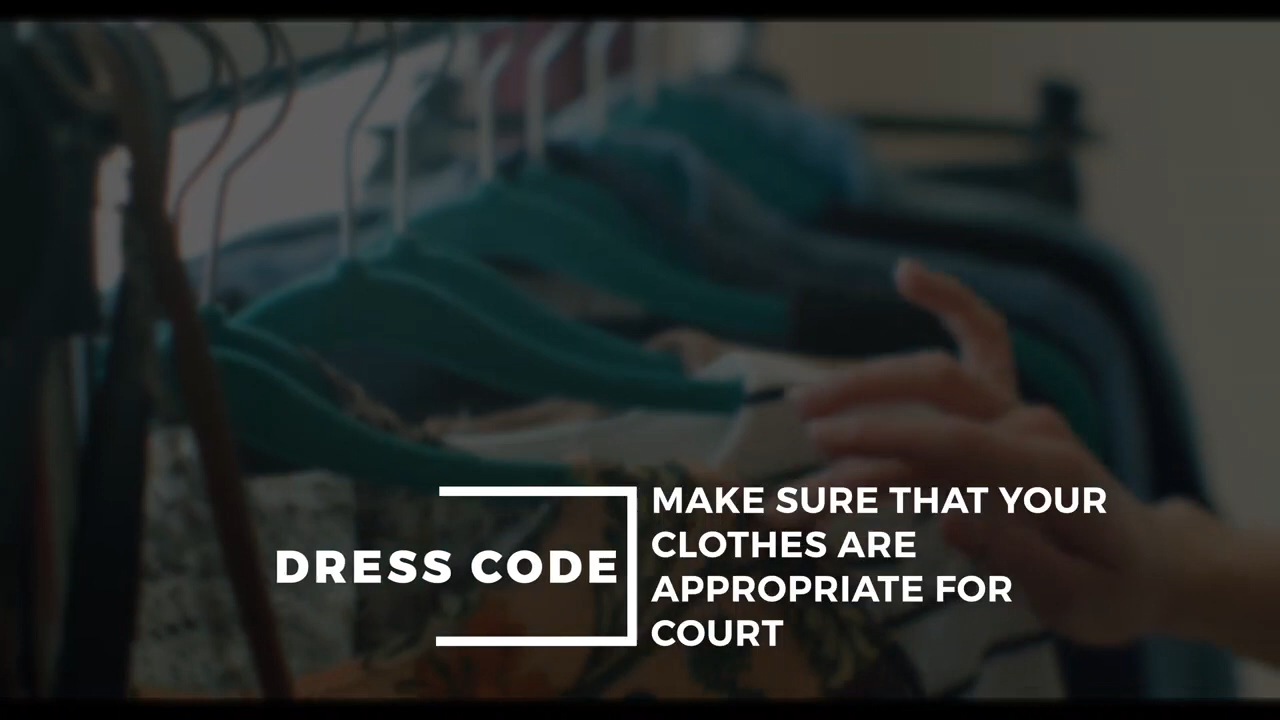 DRESS CODE
MAKE SURE THAT YOUR
CLOTHES ARE
APPROPRIATE FOR
COURT